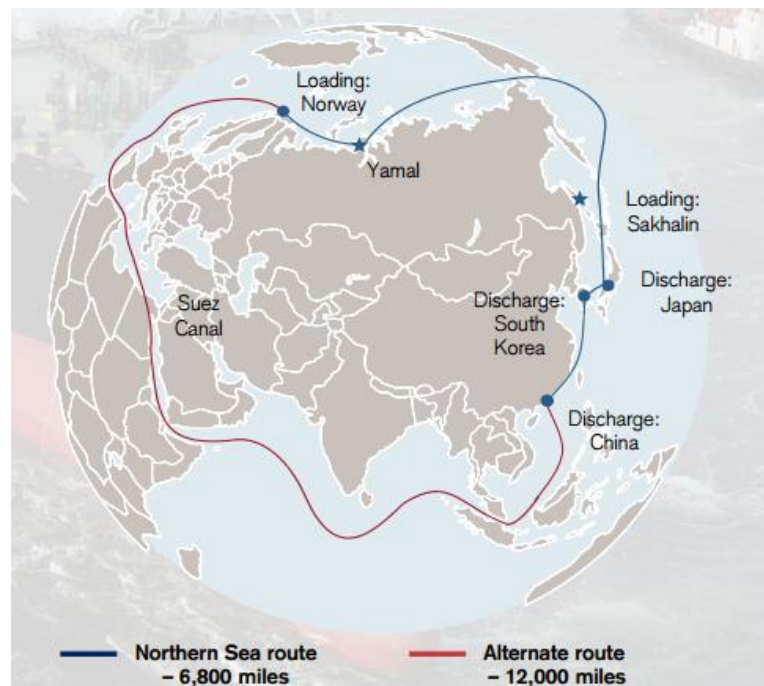 Loading:
Norway
Yamal
Loading:
Sakhalin
Discharge:
Japan
Discharge:
South
Korea
Suez
Canal
Discharge:
China
Northern Sea route
– 6,800 miles
Alternate route
– 12,000 miles